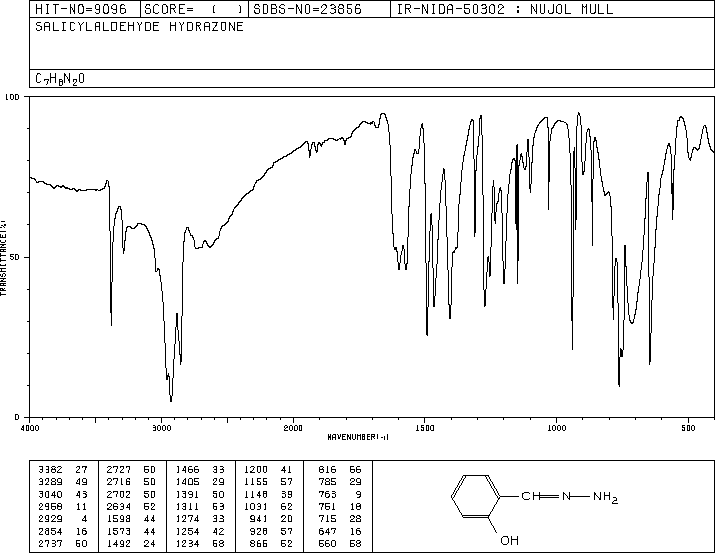 HIT-NO=9096 SCORE= ( ) SDBS-NO=23856 IR-NIDA-50302 : NUJOL MULL
SALICYLALDEHYDE HYDRAZONE
C7H8N2O
100
50
0
TRANSMITTANCE(%)
4000 3000 2000 1500 1000 500
WAVENUMBER(-1)
3382 27 2727 50 1466 33 1200 41 816 56
3289 49 2716 50 1405 29 1155 57 785 29
3040 43 2702 50 1391 50 1148 39 763 9
2958 11 2634 52 1311 53 1031 62 751 18
2929 4 1598 44 1274 33 941 20 715 28
2854 16 1573 44 1254 42 928 57 647 16
2737 60 1492 24 1234 58 866 52 560 58
CH N NH2
OH